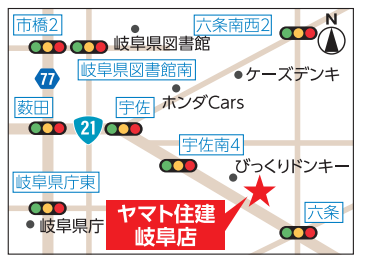 市橋2
六条南西2
N
岐阜県図書館
岐阜県図書館南
ケーズデンキ
77
ホンダCars
薮田
21
宇佐
宇佐南4
びっくりドンキー
岐阜県庁東
ヤマト住建
岐阜店
六条
岐阜県庁